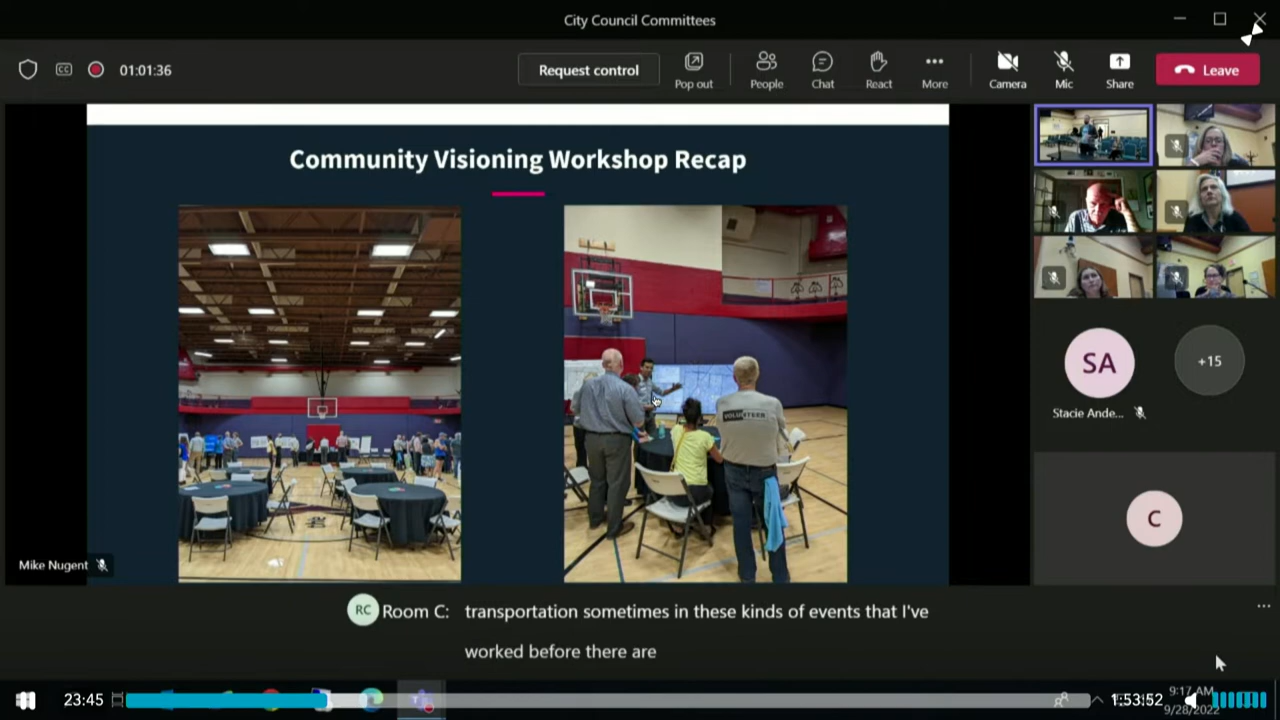 City Council Committees
CC
01:01:36
Request control
Pop out
People
Chat
React
More
Camera
Mic
Share
Leave
Community Visioning Workshop Recap
VOLUNTEER
SA
+15
Stacie Ande...
C
Mike Nugent
RC
Room C:
transportation sometimes in these kinds of events that I've
worked before there are
23:45
1:53:52
9:17 AM
9/28/2022